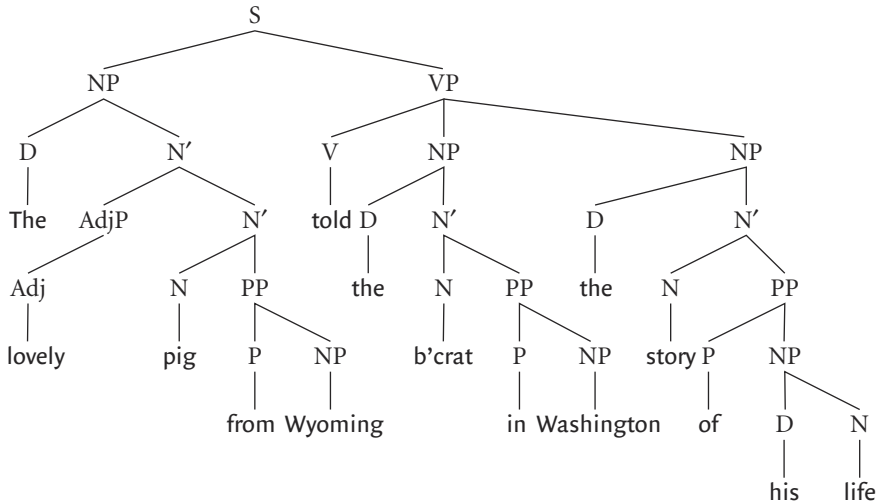 S
NP VP
D N′ V NP NP
The AdjP N′ told D N′ D N′
Adj N PP the N PP the N PP
lovely pig P NP b'crat P NP story P NP
from Wyoming in Washington of D N
his life